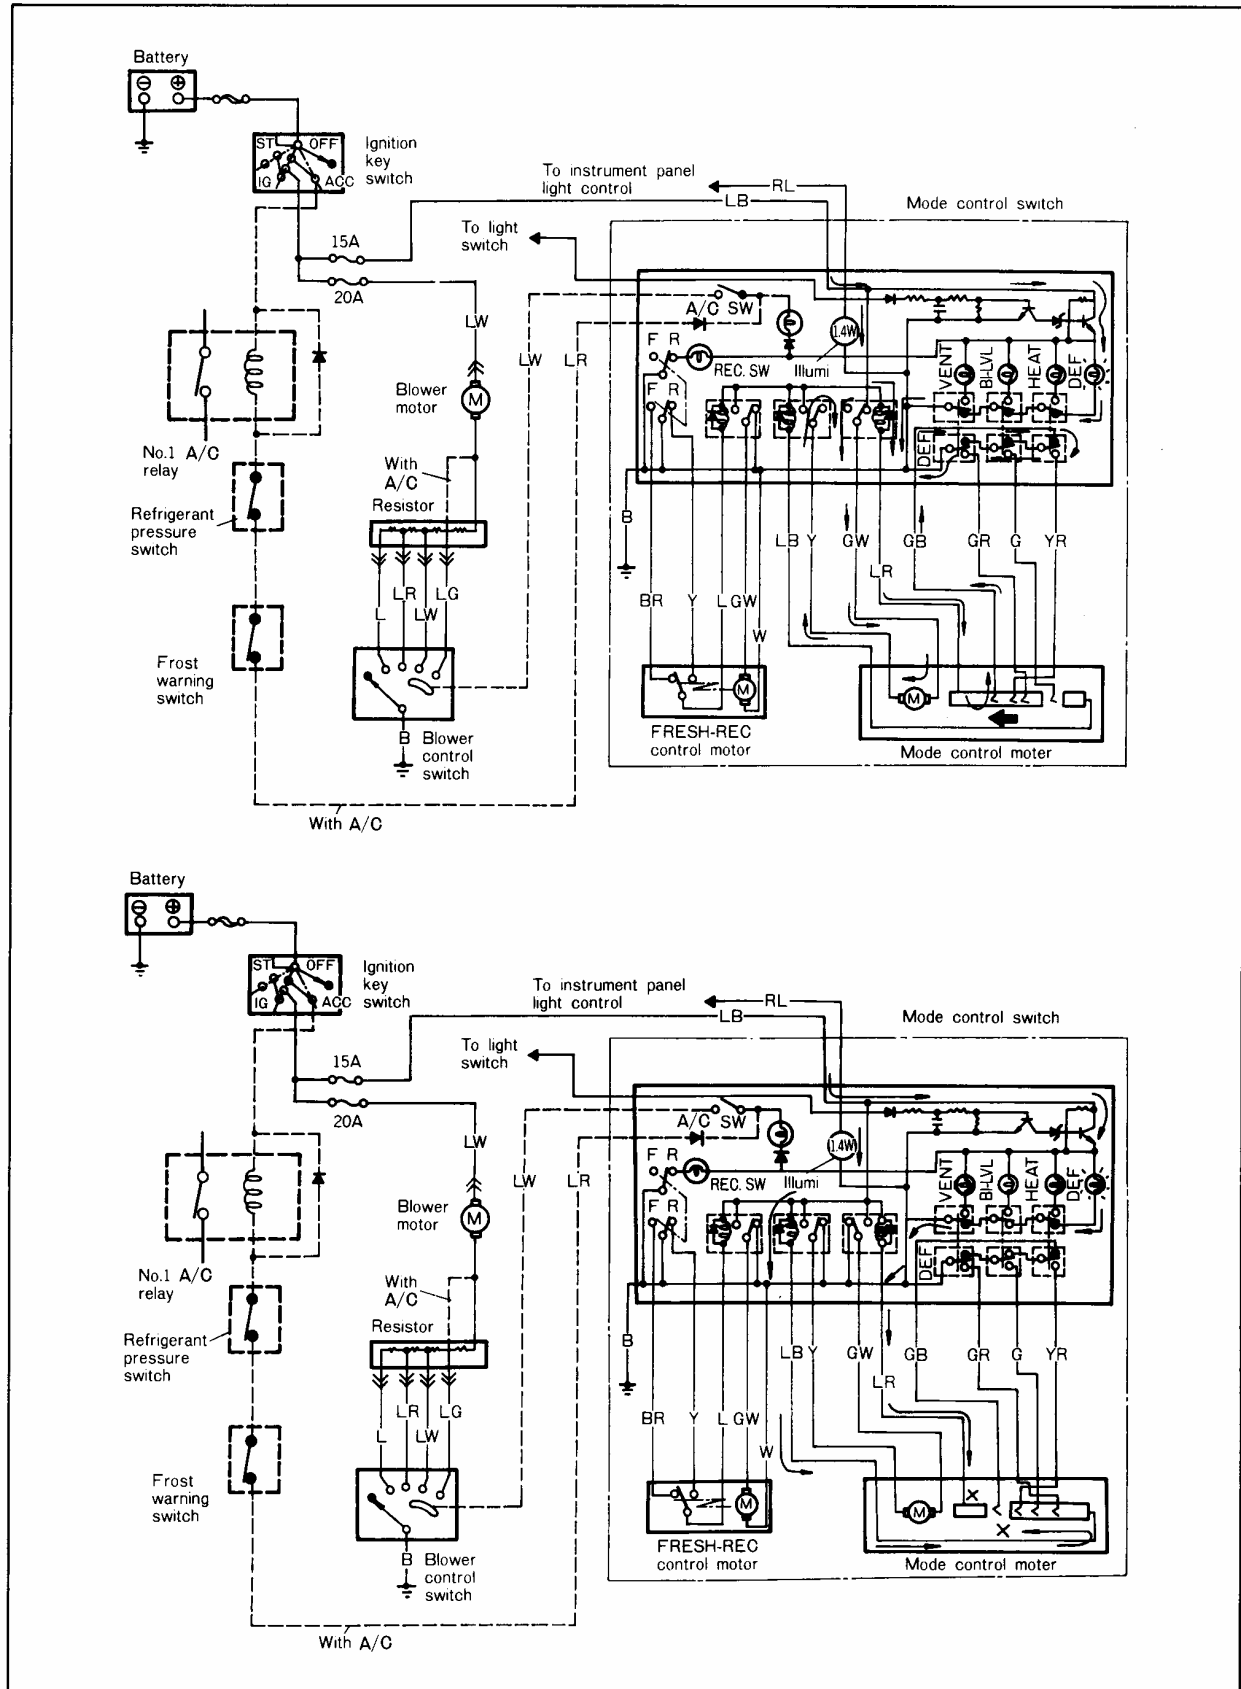 Battery
ST OFF
IG ACC
Ignition
key
switch
To instrument panel
light control
RL
LB
Mode control switch
To light
switch
15A
20A
LW
LW
LR
A/C SW
F R
REC. SW
Illumi
1.4W
VENT
BI-LVL
HEAT
DEF
F R
DEF
Blower
motor
M
No.1 A/C
relay
With
A/C
Resistor
Refrigerant
pressure
switch
B
LB Y GW GB GR G YR
LR
L LR LW LG
BR Y L GW
W
Frost
warning
switch
M
M
B
Blower
control
switch
FRESH-REC
control motor
Mode control moter
With A/C
Battery
ST OFF
IG ACC
Ignition
key
switch
To instrument panel
light control
RL
LB
Mode control switch
To light
switch
15A
20A
LW
LW
LR
A/C SW
F R
REC. SW
Illumi
1.4W
VENT
BI-LVL
HEAT
DEF
F R
DEF
Blower
motor
M
No.1 A/C
relay
With
A/C
Resistor
Refrigerant
pressure
switch
B
LB Y GW GB GR G YR
LR
L LR LW LG
BR Y L GW
W
Frost
warning
switch
M
M
B
Blower
control
switch
FRESH-REC
control motor
Mode control moter
With A/C